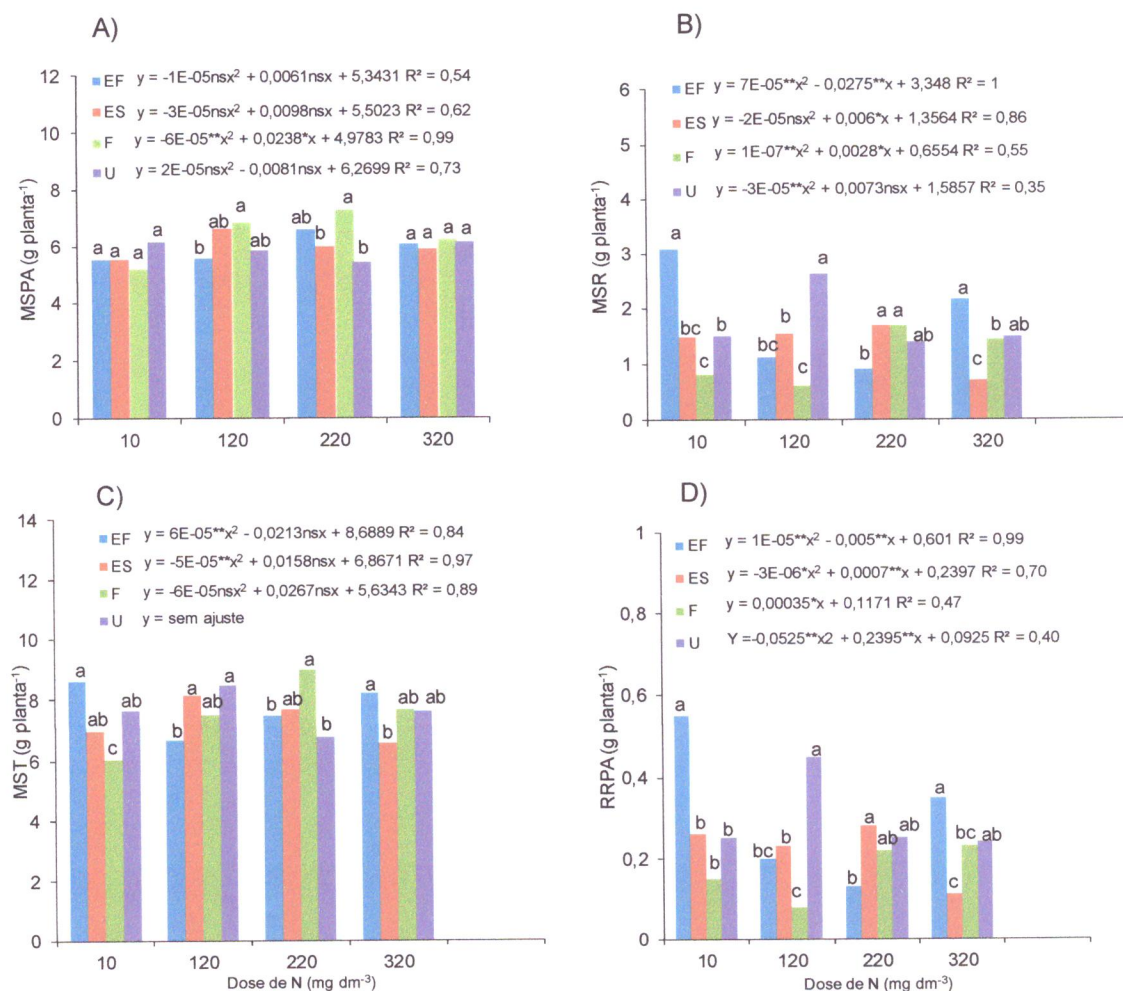 A)
12
10
8
6
4
2
0
MSPA (g planta⁻¹)
EF y = -1E-05nsx² + 0,0061nsx + 5,3431 R² = 0,54
ES y = -3E-05nsx² + 0,0098nsx + 5,5023 R² = 0,62
F y = -6E-05**x² + 0,0238*x + 4,9783 R² = 0,99
U y = 2E-05nsx² - 0,0081nx + 6,2699 R² = 0,73
a a a a
b ab a ab
ab b a b
a a a a
10 120 220 320
B)
6
5
4
3
2
1
0
MSR (g planta⁻¹)
EF y = 7E-05**x² - 0,0275**x + 3,348 R² = 1
ES y = -2E-05nsx² + 0,006*x + 1,3564 R² = 0,86
F y = 1E-07**x² + 0,0028*x + 0,6554 R² = 0,55
U y = -3E-05**x² + 0,0073nsx + 1,5857 R² = 0,35
a bc c b
bc b c a
b a a ab
a c b ab
10 120 220 320
C)
14
12
10
8
6
4
2
0
MST (g planta⁻¹)
EF y = 6E-05**x² - 0,0213nsx + 8,6889 R² = 0,84
ES y = -5E-05**x² + 0,0158nsx + 6,8671 R² = 0,97
F y = -6E-05nsx² + 0,0267nsx + 5,6343 R² = 0,89
U y = sem ajuste
a ab c ab
b a ab a
b ab a b
a b ab ab
10 120 220 320
Dose de N (mg dm⁻³)
D)
1
0,8
0,6
0,4
0,2
0
RRPA (g planta⁻¹)
EF y = 1E-05**x² - 0,005**x + 0,601 R² = 0,99
ES y = -3E-06*x² + 0,0007**x + 0,2397 R² = 0,70
F y = 0,00035*x + 0,1171 R² = 0,47
U Y =-0,0525**x2 + 0,2395**x + 0,0925 R² = 0,40
a b b b
bc b c a
b a ab ab
a c bc ab
10 120 220 320
Dose de N (mg dm⁻³)